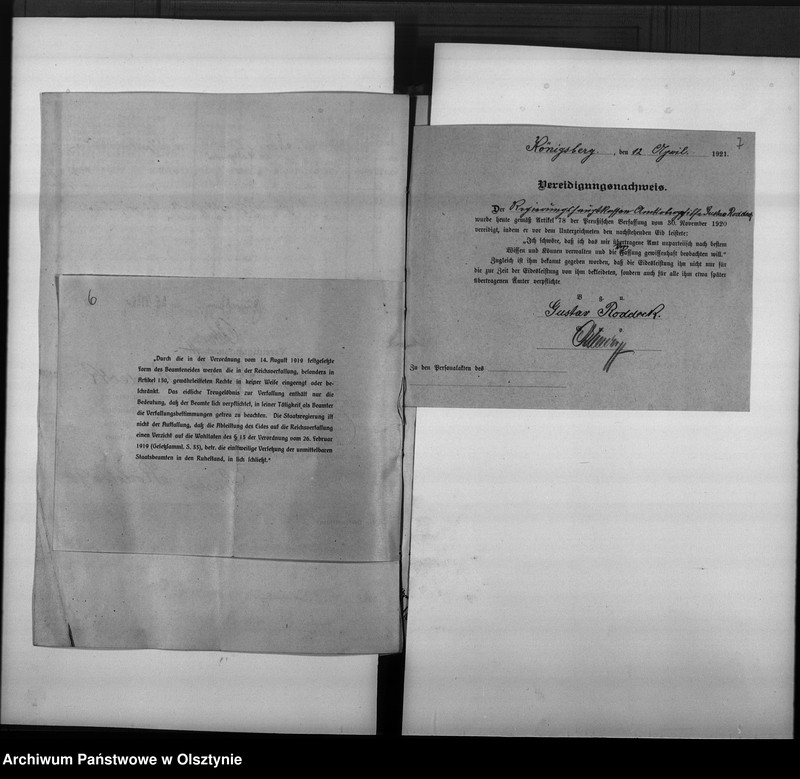 6
„Durch die in der Verordnung vom 14. August 1919 festgesetzte
Form des Beamteneides werden die in der Reichsverfassung, besonders in
Artikel 130, gewährleisteten Rechte in keiner Weise eingeengt oder be-
schränkt. Das eidliche Treugelöbnis zur Verfassung enthält nur die
Bedeutung, daß der Beamte sich verpflichtet, in seiner Tätigkeit als Beamter
die Verfassungsbestimmungen getreu zu beachten. Die Staatsregierung ist
nicht der Auffassung, daß die Ableistung des Eides auf die Reichsverfassung
einen Verzicht auf die Wohltaten des § 13 der Verordnung vom 26. Februar
1919 (Gesetzsamml. S. 33), betr. die einstweilige Versetzung der unmittelbaren
Staatsbeamten in den Ruhestand, in sich schließt.“
7
Königsberg, den 12 April 1921.
Vereidigungsnachweis.
Der Regierungshauptkassen Gustav Roddeck
wurde heute gemäß Artikel 78 der Preußischen Verfassung vom 30. November 1920
vereidigt, indem er vor dem Unterzeichneten den nachstehenden Eid leistete:
„Ich schwöre, daß ich das mir übertragene Amt unparteiisch nach bestem
Wissen und Können verwalten und die Verfassung gewissenhaft beobachten will.“
Zugleich ist ihm bekannt gegeben worden, daß die Eidesleistung ihn nicht nur für
die zur Zeit der Eidesleistung von ihm bekleideten, sondern auch für alle ihm etwa später
übertragenen Ämter verpflichte
V. g. u.
Gustav Roddeck.
Zu den Personalakten des
Archiwum Państwowe w Olsztynie